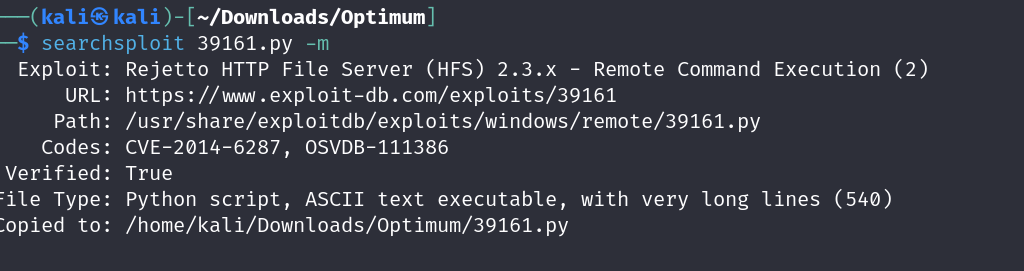 ──(kali㉿kali)-[~/Downloads/Optimum]
─$ searchsploit 39161.py -m
Exploit: Rejetto HTTP File Server (HFS) 2.3.x - Remote Command Execution (2)
URL: https://www.exploit-db.com/exploits/39161
Path: /usr/share/exploitdb/exploits/windows/remote/39161.py
Codes: CVE-2014-6287, OSVDB-111386
Verified: True
File Type: Python script, ASCII text executable, with very long lines (540)
Copied to: /home/kali/Downloads/Optimum/39161.py